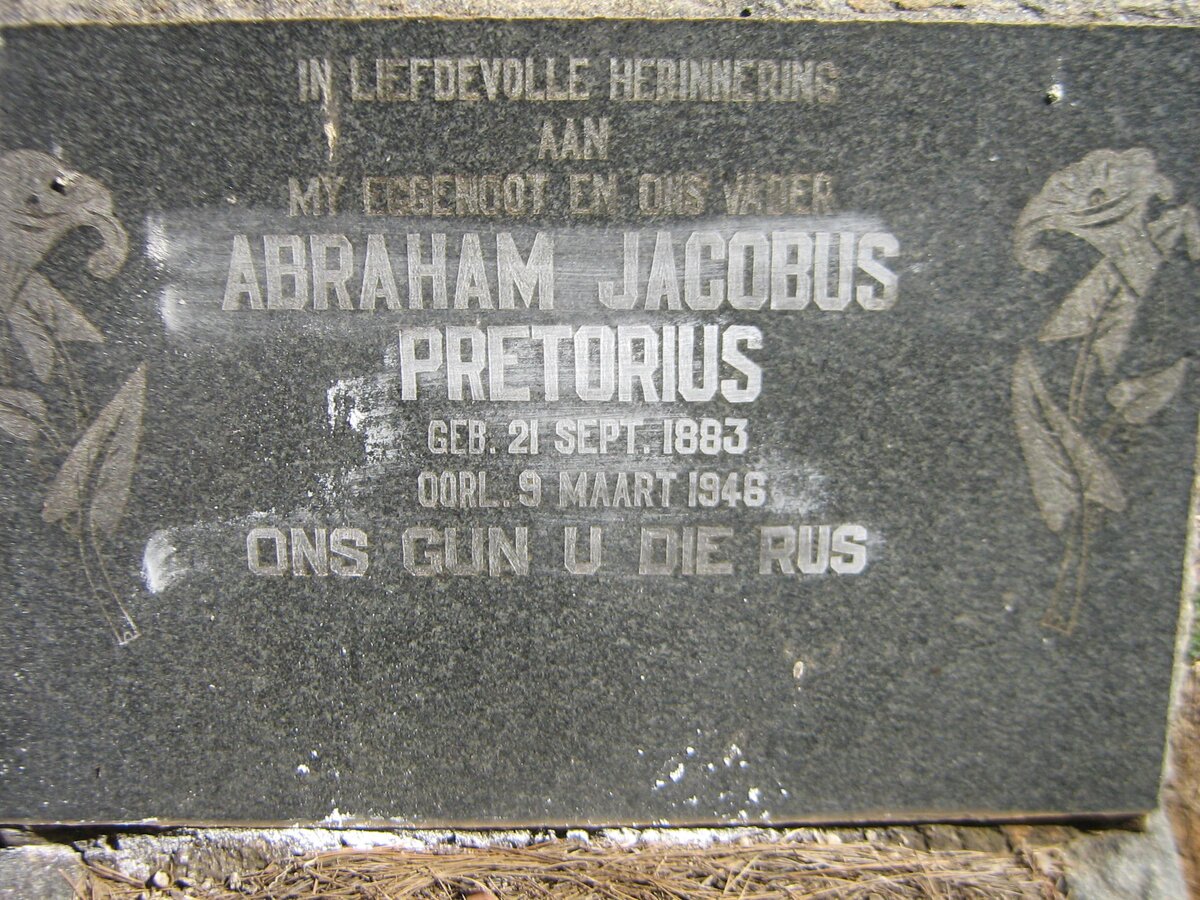 IN LIEFDEVOLLE HERINNERING
AAN
MY EGGENOOT EN ONS VADER
ABRAHAM JACOBUS
PRETORIUS
GEB. 21 SEPT. 1883
OORL. 9 MAART 1946
ONS GUN U DIE RUS